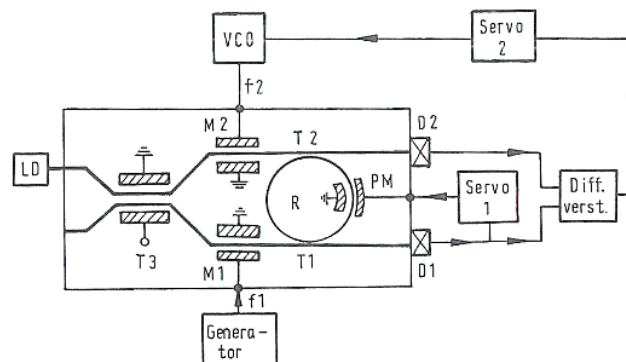 VCO
Servo
2
f2
M2
T2
D2
LD
R
PM
Servo
1
Diff.
verst.
T3
M1
T1
D1
f1
Genera-
tor